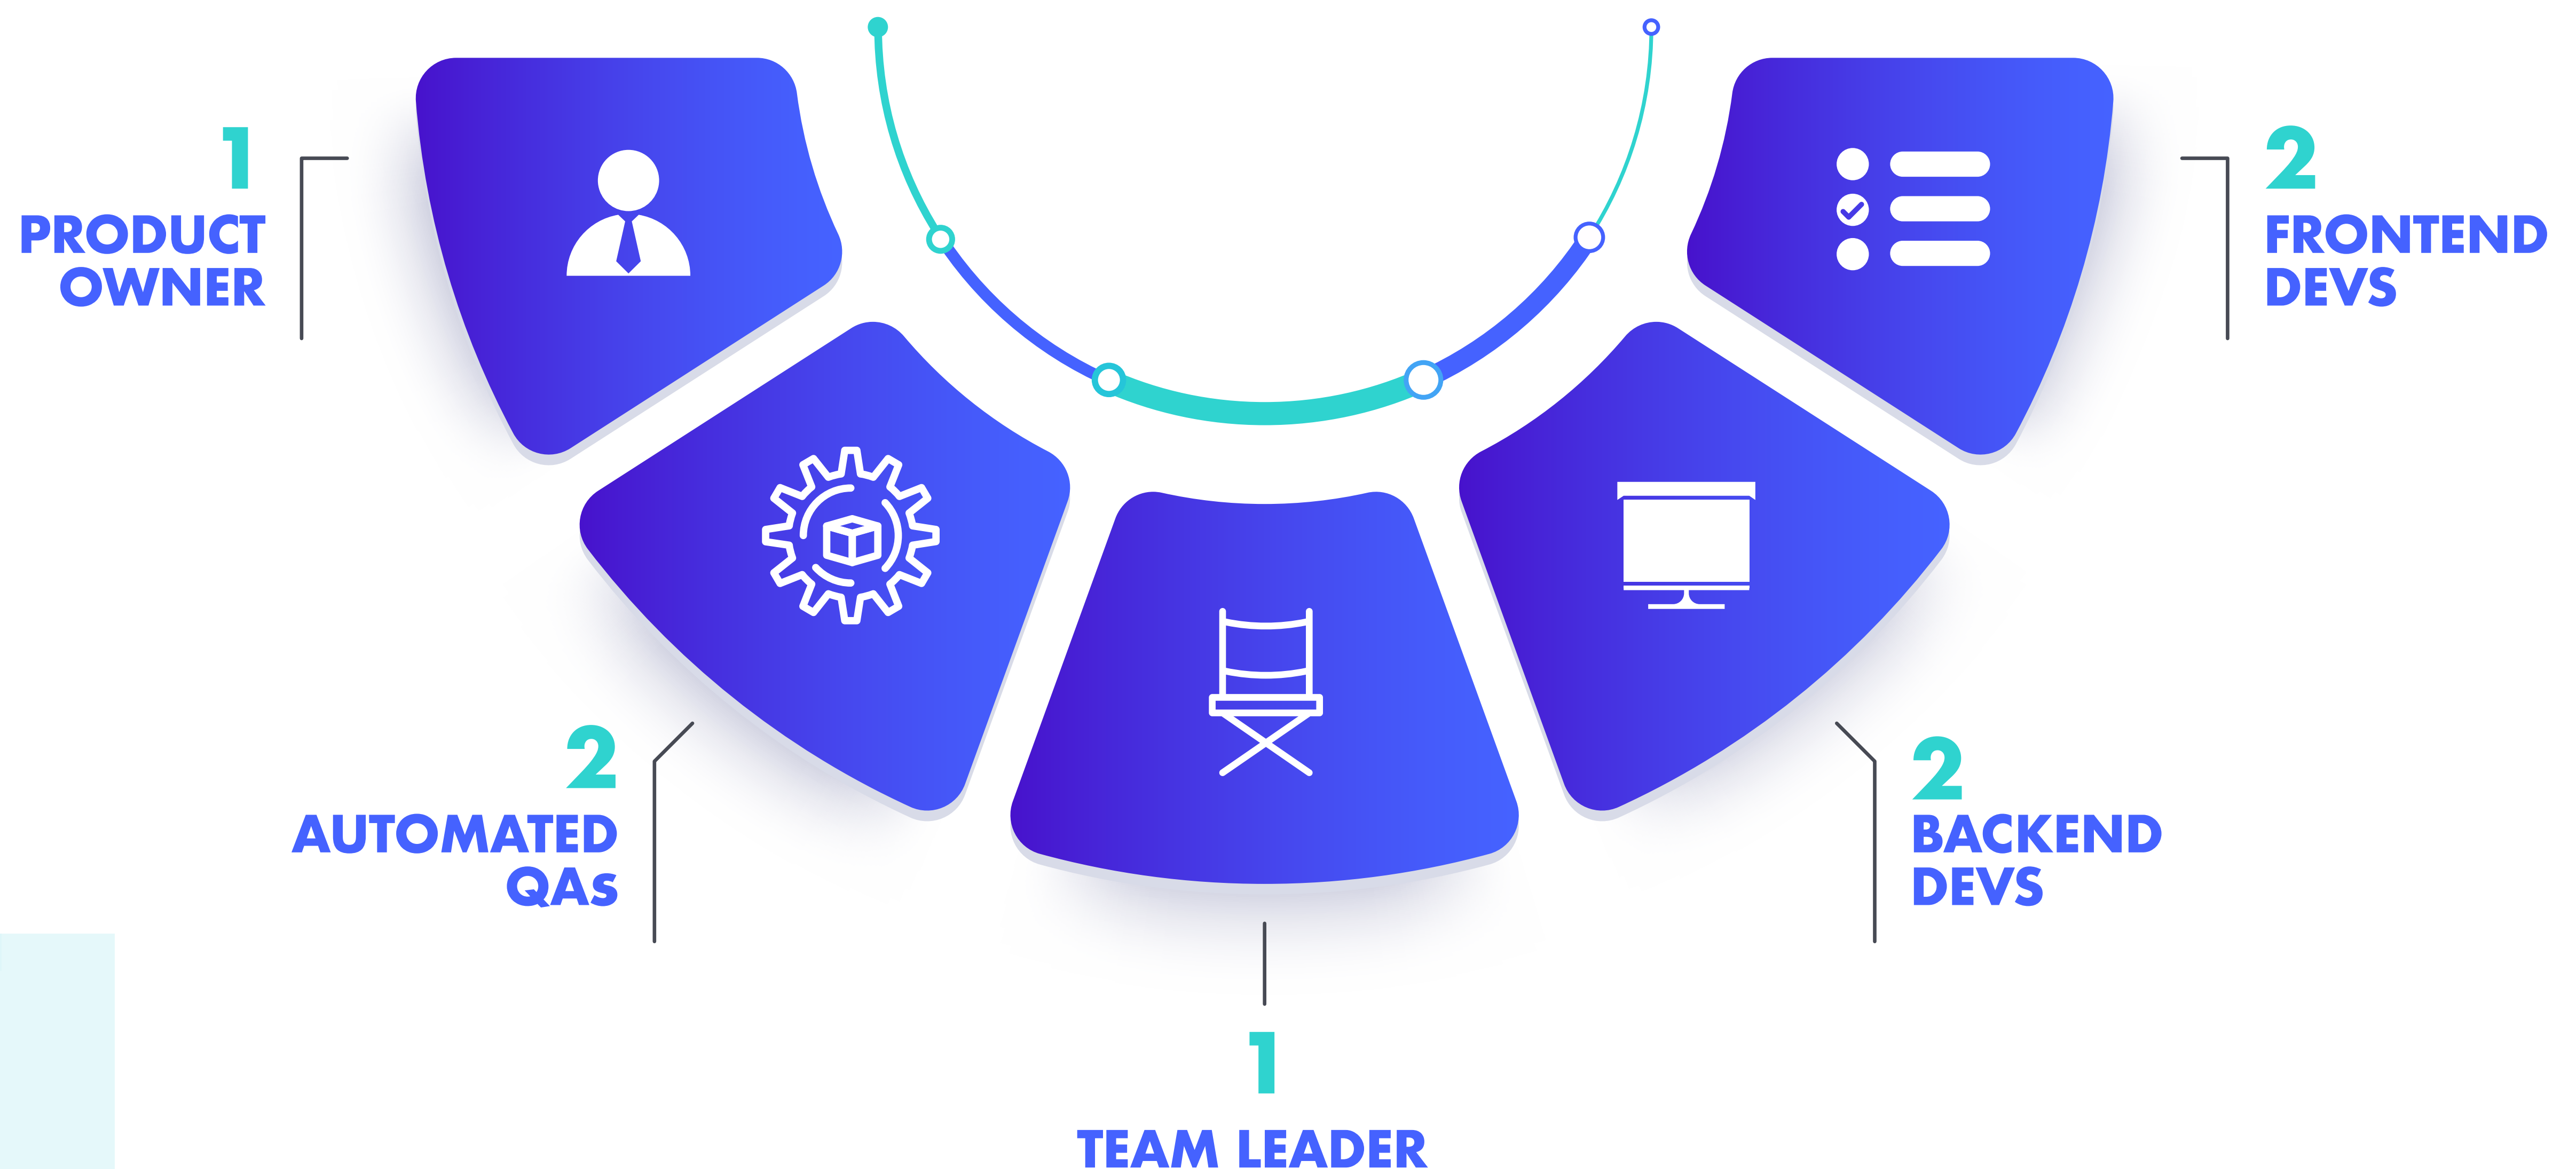 1
PRODUCT
OWNER
2
AUTOMATED
QAs
1
TEAM LEADER
2
BACKEND
DEVS
2
FRONTEND
DEVS